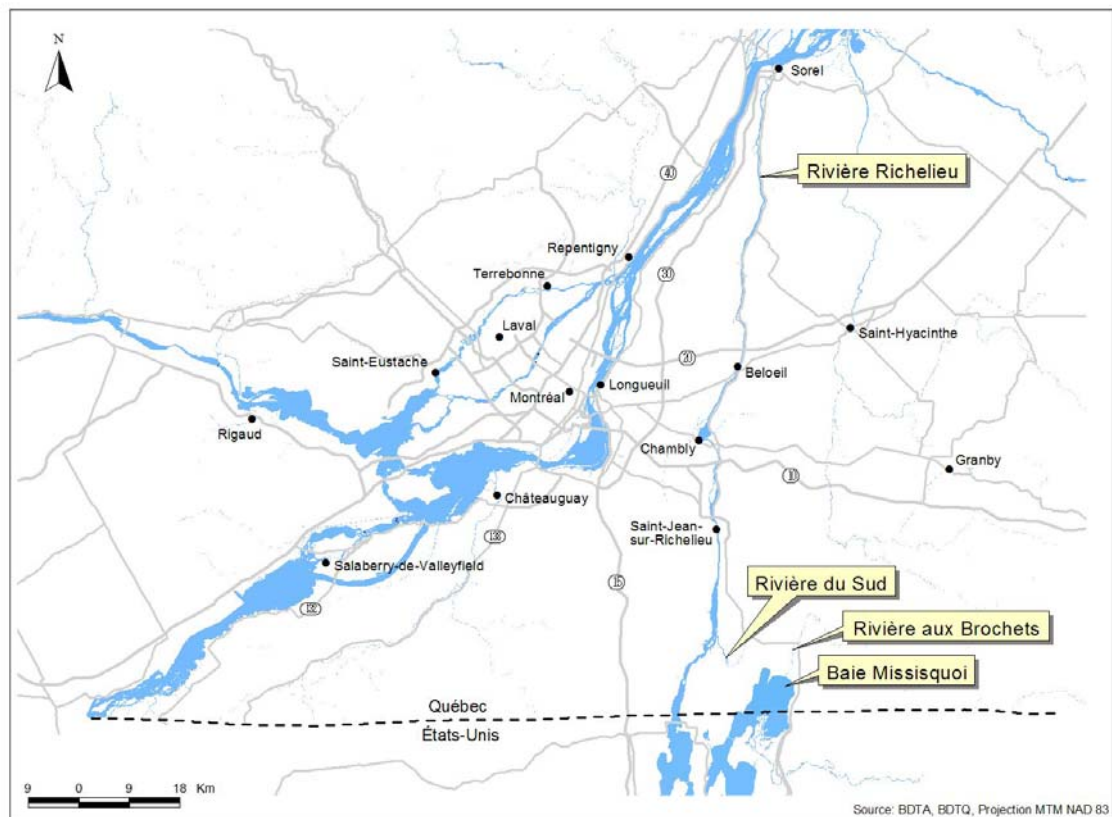 N
Sorel
Rivière Richelieu
40
Repentigny
30
Terrebonne
Laval
Saint-Hyacinthe
20
Saint-Eustache
Beloeil
Longueuil
Montréal
Rigaud
Chambly
Granby
10
Châteauguay
Saint-Jean-
sur-Richelieu
138
Salaberry-de-Valleyfield
15
Rivière du Sud
132
Rivière aux Brochets
Baie Missisquoi
Québec
États-Unis
9 0 9 18 Km
Source: BDTA, BDTQ, Projection MTM NAD 83